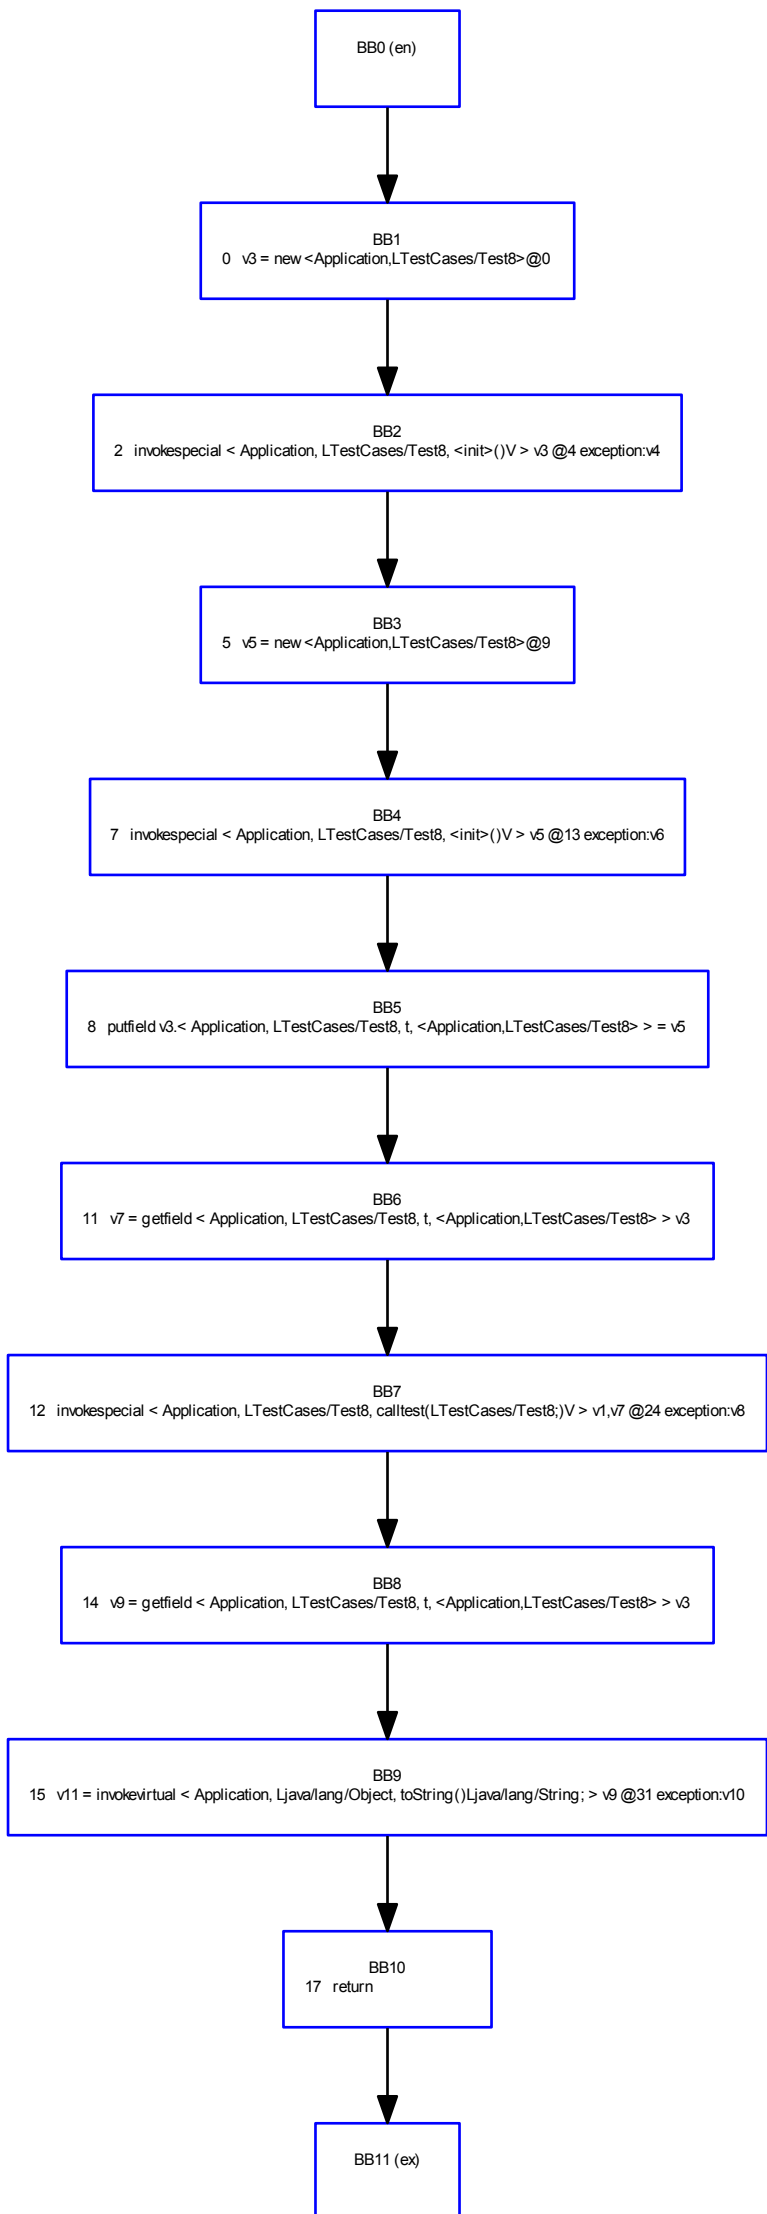 BB0 (en)
BB1
0 v3 = new <Application,LTestCases/Test8>@0
BB2
2 invokespecial < Application, LTestCases/Test8, <init>()V > v3 @4 exception:v4
BB3
5 v5 = new <Application,LTestCases/Test8>@9
BB4
7 invokespecial < Application, LTestCases/Test8, <init>()V > v5 @13 exception:v6
BB5
8 putfield v3.< Application, LTestCases/Test8, t, <Application,LTestCases/Test8> > = v5
BB6
11 v7 = getfield < Application, LTestCases/Test8, t, <Application,LTestCases/Test8> > v3
BB7
12 invokespecial < Application, LTestCases/Test8, calltest(LTestCases/Test8;)V > v1,v7 @24 exception:v8
BB8
14 v9 = getfield < Application, LTestCases/Test8, t, <Application,LTestCases/Test8> > v3
BB9
15 v11 = invokevirtual < Application, Ljava/lang/Object, toString()Ljava/lang/String; > v9 @31 exception:v10
BB10
17 return
BB11 (ex)